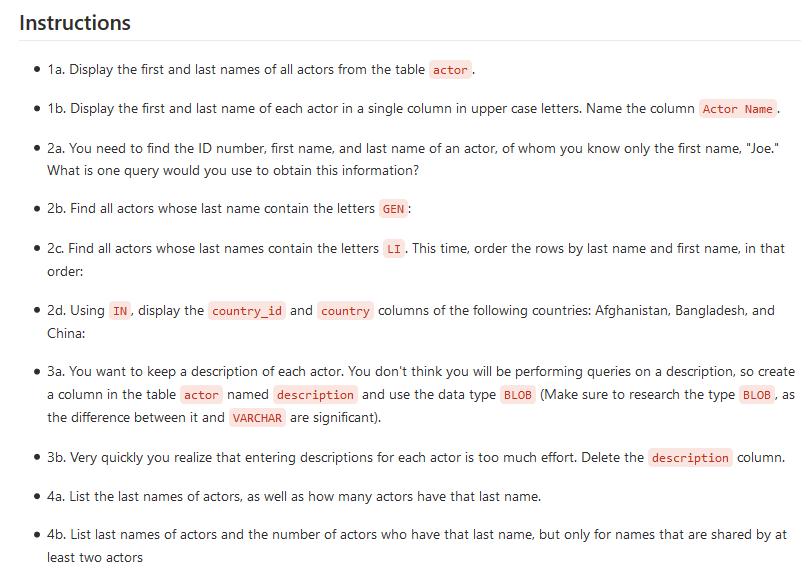 Instructions
• 1a. Display the first and last names of all actors from the table actor.
• 1b. Display the first and last name of each actor in a single column in upper case letters. Name the column Actor Name.
• 2a. You need to find the ID number, first name, and last name of an actor, of whom you know only the first name, "Joe."
What is one query would you use to obtain this information?
• 2b. Find all actors whose last name contain the letters GEN:
• 2c. Find all actors whose last names contain the letters LI. This time, order the rows by last name and first name, in that
order:
• 2d. Using IN, display the country_id and country columns of the following countries: Afghanistan, Bangladesh, and
China:
• 3a. You want to keep a description of each actor. You don't think you will be performing queries on a description, so create
a column in the table actor named description and use the data type BLOB (Make sure to research the type BLOB, as
the difference between it and VARCHAR are significant).
• 3b. Very quickly you realize that entering descriptions for each actor is too much effort. Delete the description column.
• 4a. List the last names of actors, as well as how many actors have that last name.
• 4b. List last names of actors and the number of actors who have that last name, but only for names that are shared by at
least two actors